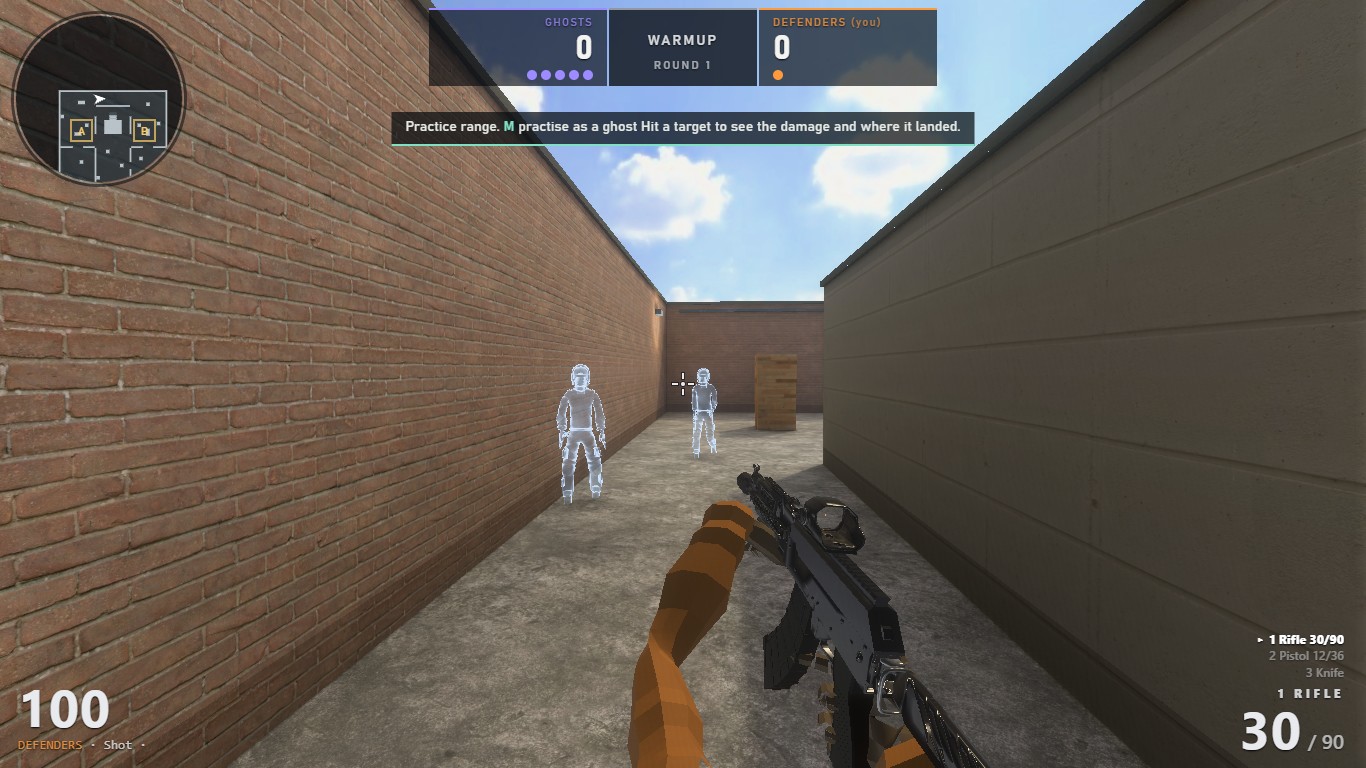 GHOSTS
0
WARMUP
ROUND 1
DEFENDERS (you)
0
Practice range. M practise as a ghost Hit a target to see the damage and where it landed.
A
B
100
DEFENDERS · Shot ·
▸ 1 Rifle 30/90
2 Pistol 12/36
3 Knife
1 RIFLE
30 / 90